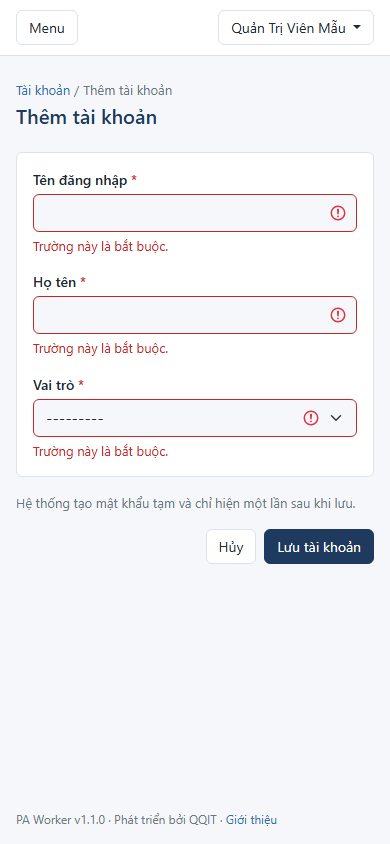 Menu
Quản Trị Viên Mẫu
Tài khoản / Thêm tài khoản
Thêm tài khoản
Tên đăng nhập *
Trường này là bắt buộc.
Họ tên *
Trường này là bắt buộc.
Vai trò *
---------
Trường này là bắt buộc.
Hệ thống tạo mật khẩu tạm và chỉ hiện một lần sau khi lưu.
Hủy
Lưu tài khoản
PA Worker v1.1.0 · Phát triển bởi QQIT · Giới thiệu